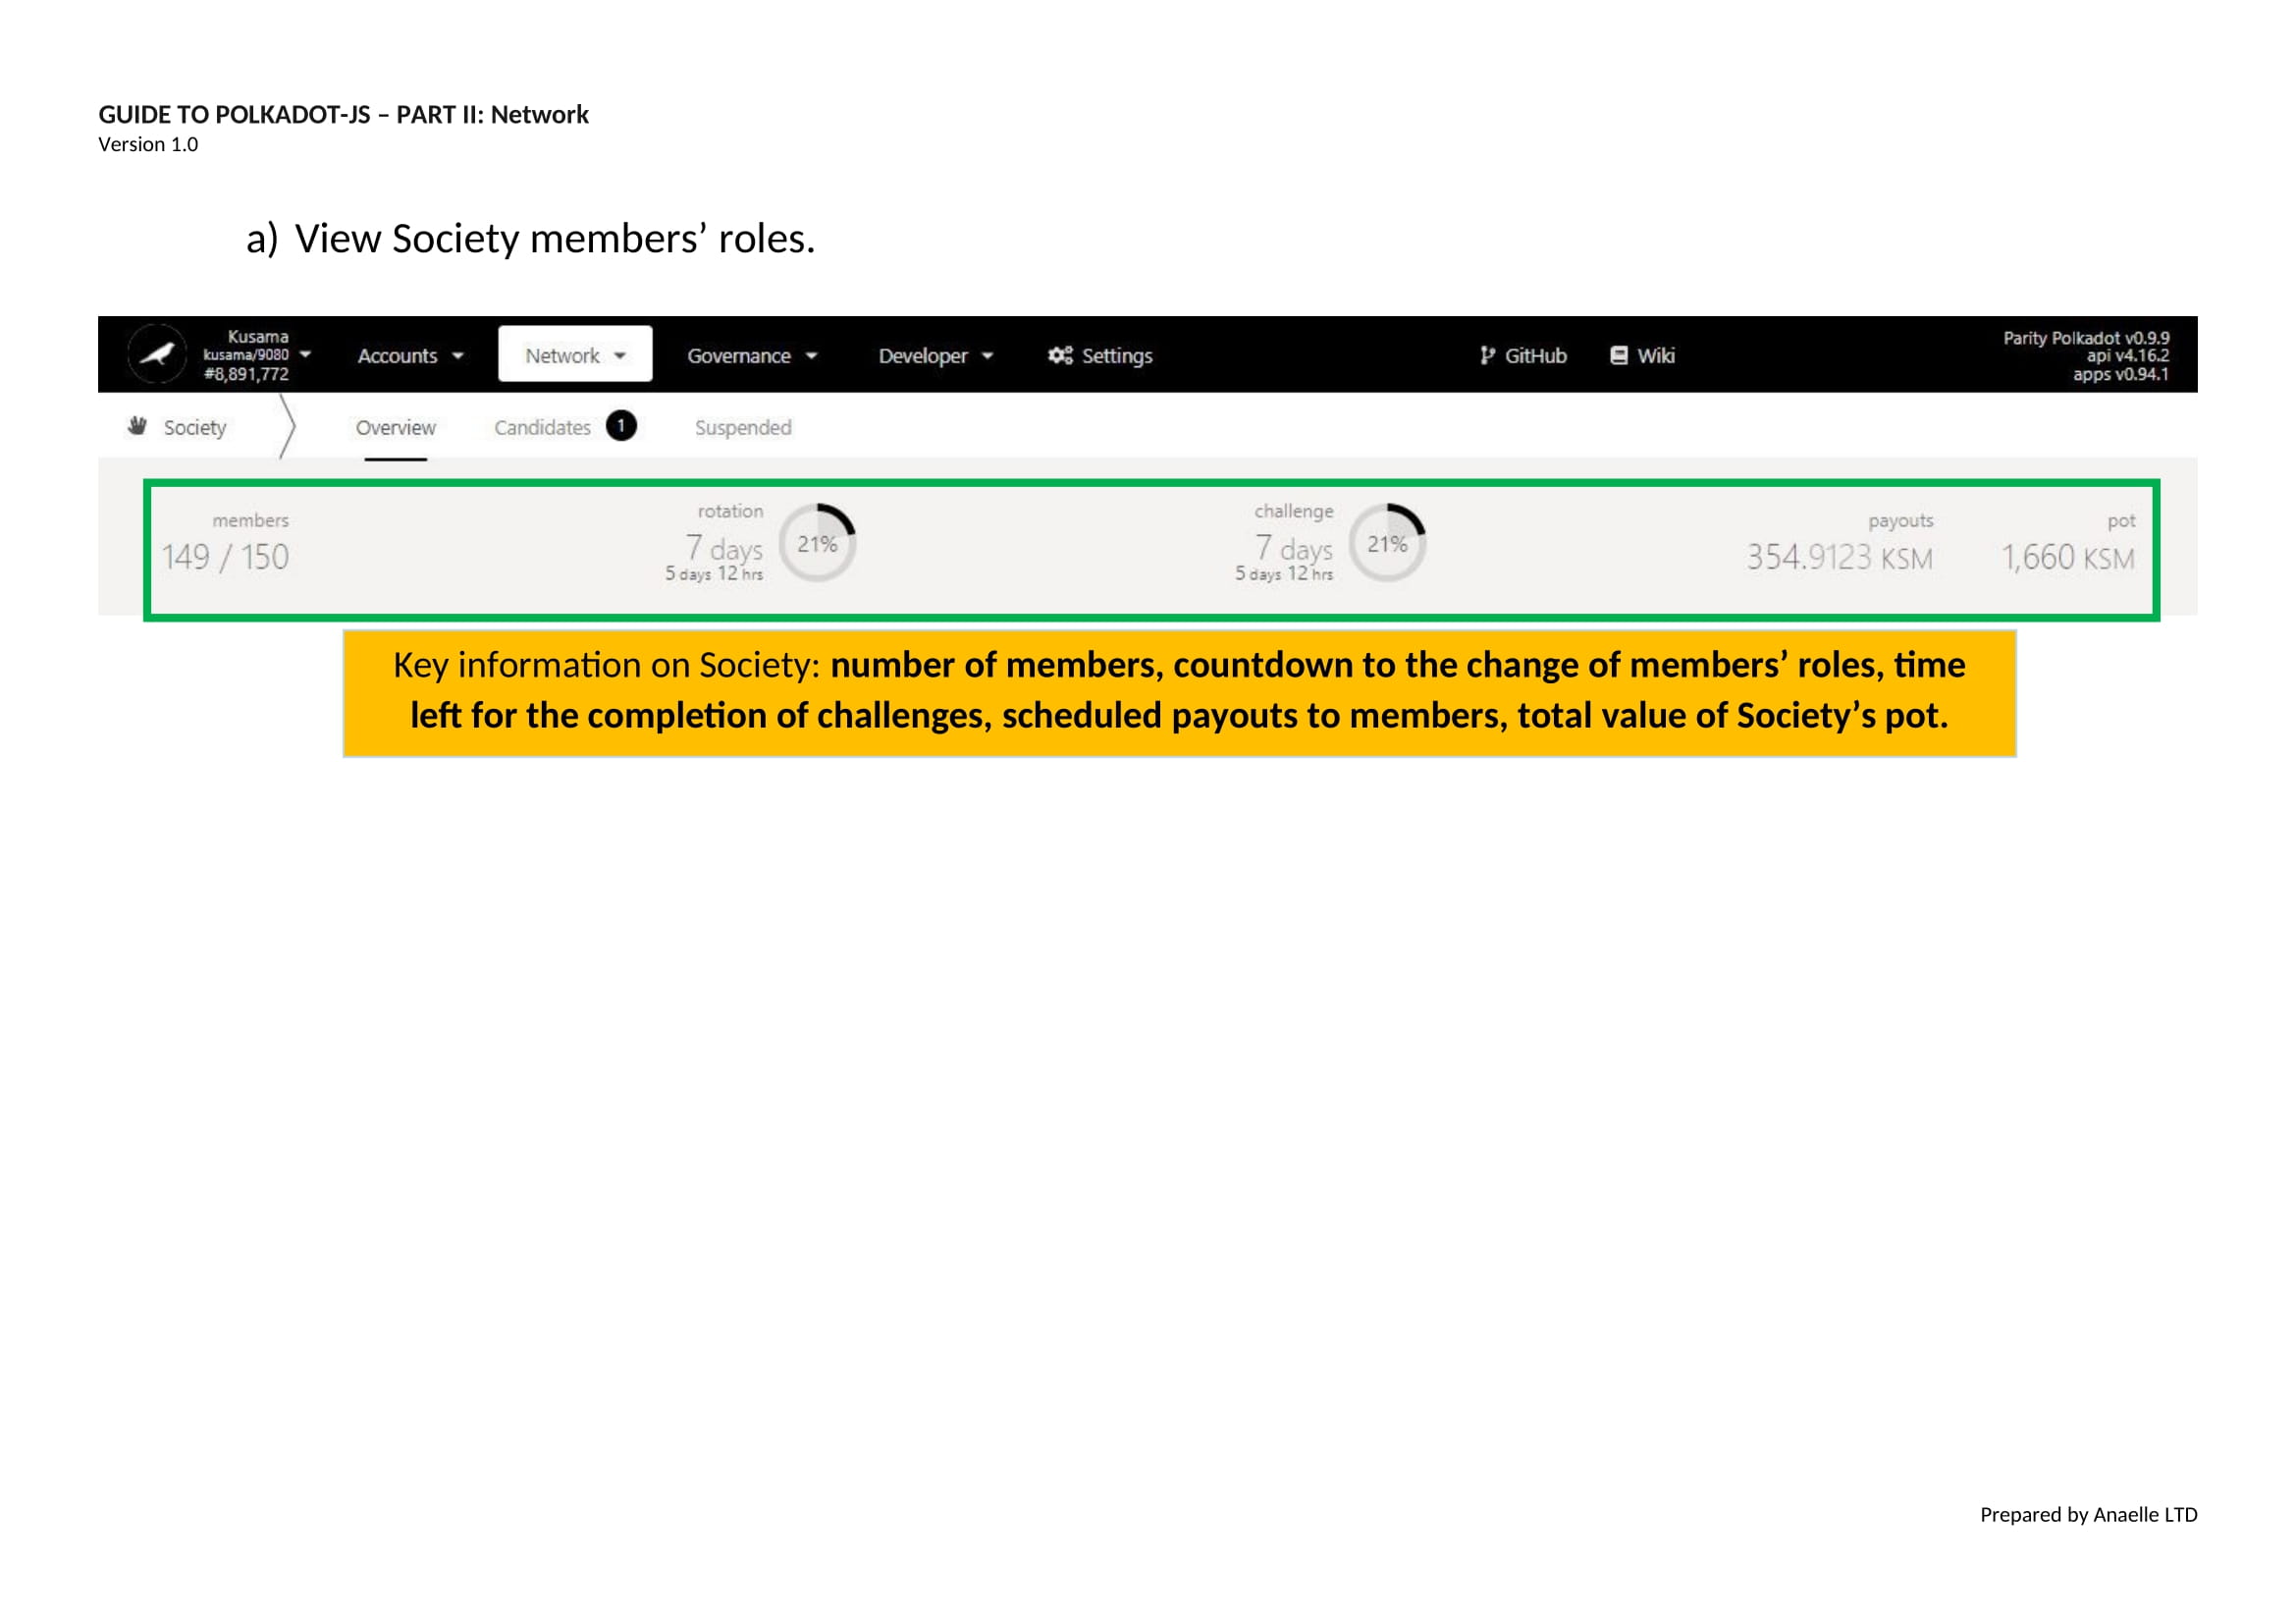 GUIDE TO POLKADOT-JS – PART II: Network
Version 1.0
a) View Society members’ roles.
Kusama
kusama/9080
#8,891,772
Accounts
Network
Governance
Developer
Settings
GitHub
Wiki
Parity Polkadot v0.9.9
api v4.16.2
apps v0.94.1
Society
Overview
Candidates 1
Suspended
members
149 / 150
rotation
7 days
5 days 12 hrs
21%
challenge
7 days
5 days 12 hrs
21%
payouts
354.9123 KSM
pot
1,660 KSM
Key information on Society: number of members, countdown to the change of members’ roles, time
left for the completion of challenges, scheduled payouts to members, total value of Society’s pot.
Prepared by Anaelle LTD